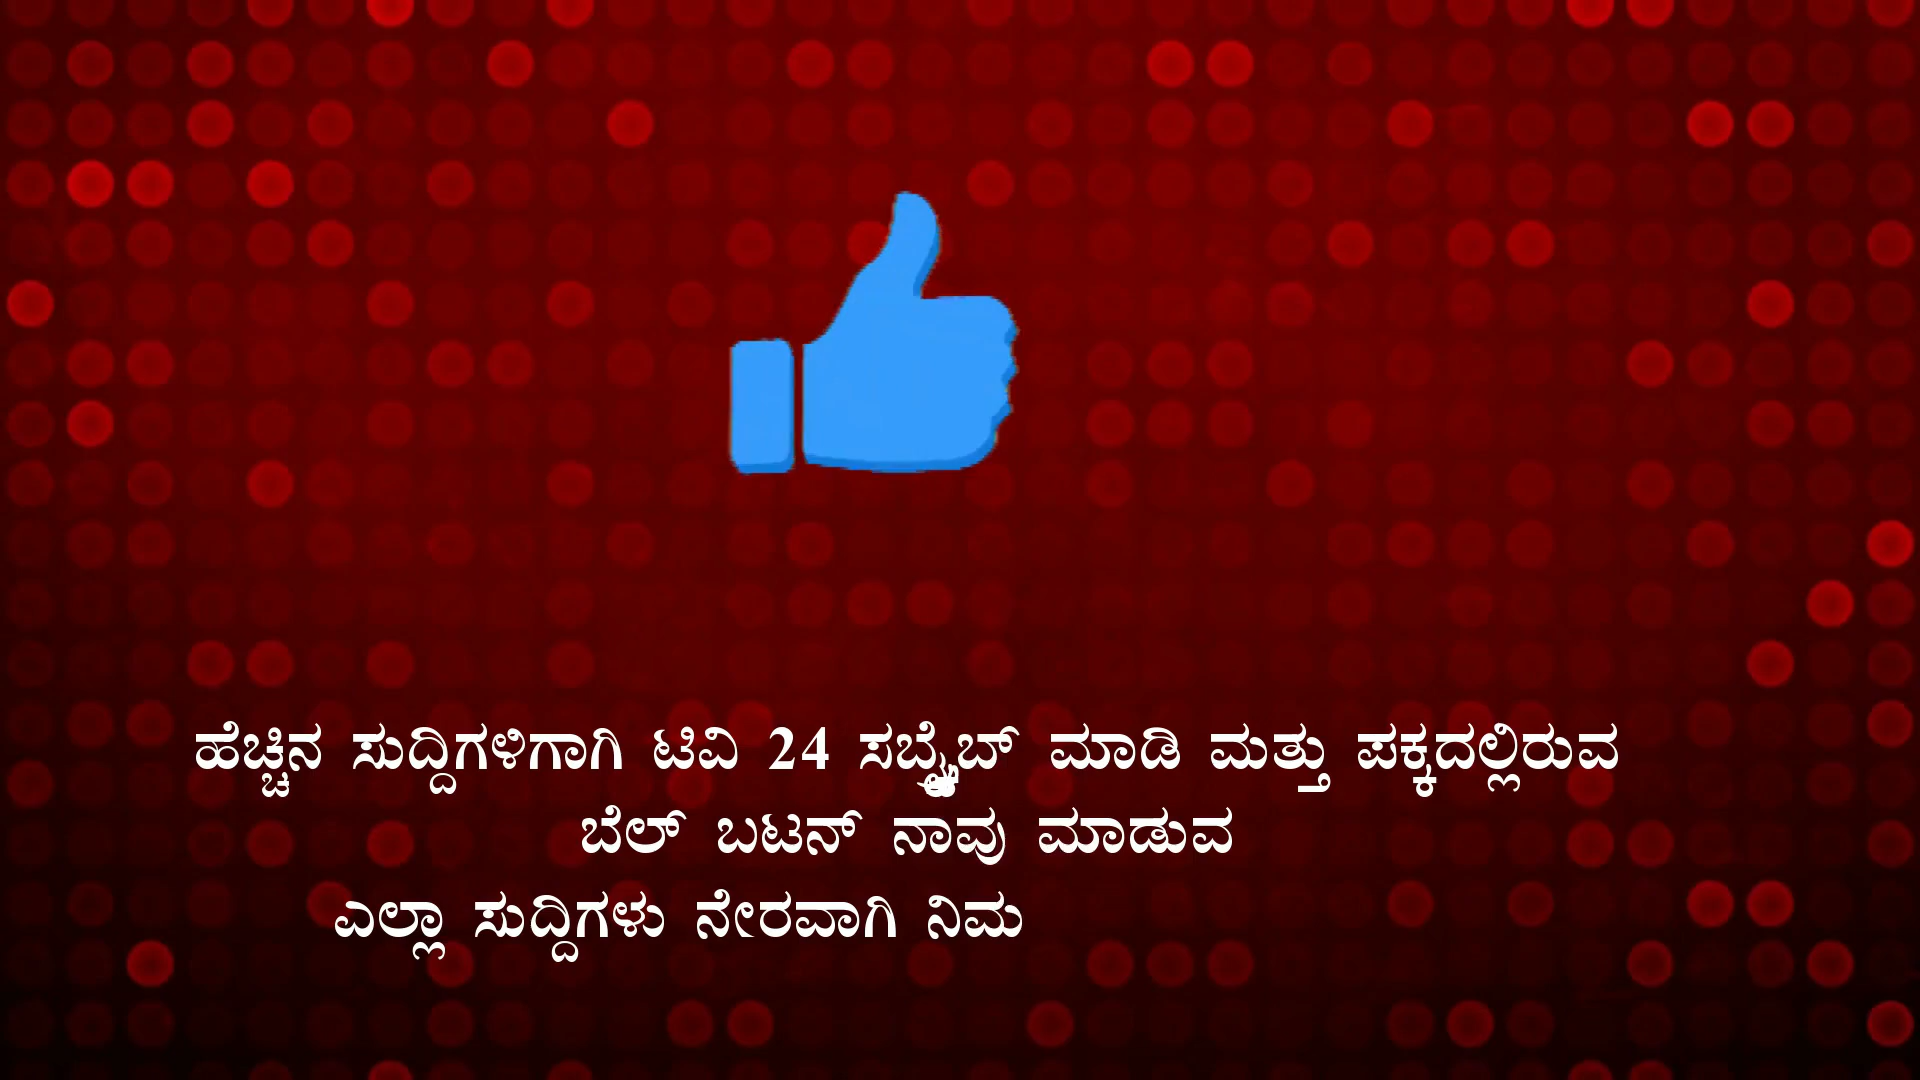 ಹೆಚ್ಚಿನ ಸುದ್ದಿಗಳಿಗಾಗಿ ಟಿವಿ 24 ಸಬ್ಸ್ಕ್ರೈಬ್ ಮಾಡಿ ಮತ್ತು ಪಕ್ಕದಲ್ಲಿರುವ
ಬೆಲ್ ಬಟನ್ ನಾವು ಮಾಡುವ
ಎಲ್ಲಾ ಸುದ್ದಿಗಳು ನೇರವಾಗಿ ನಿಮ